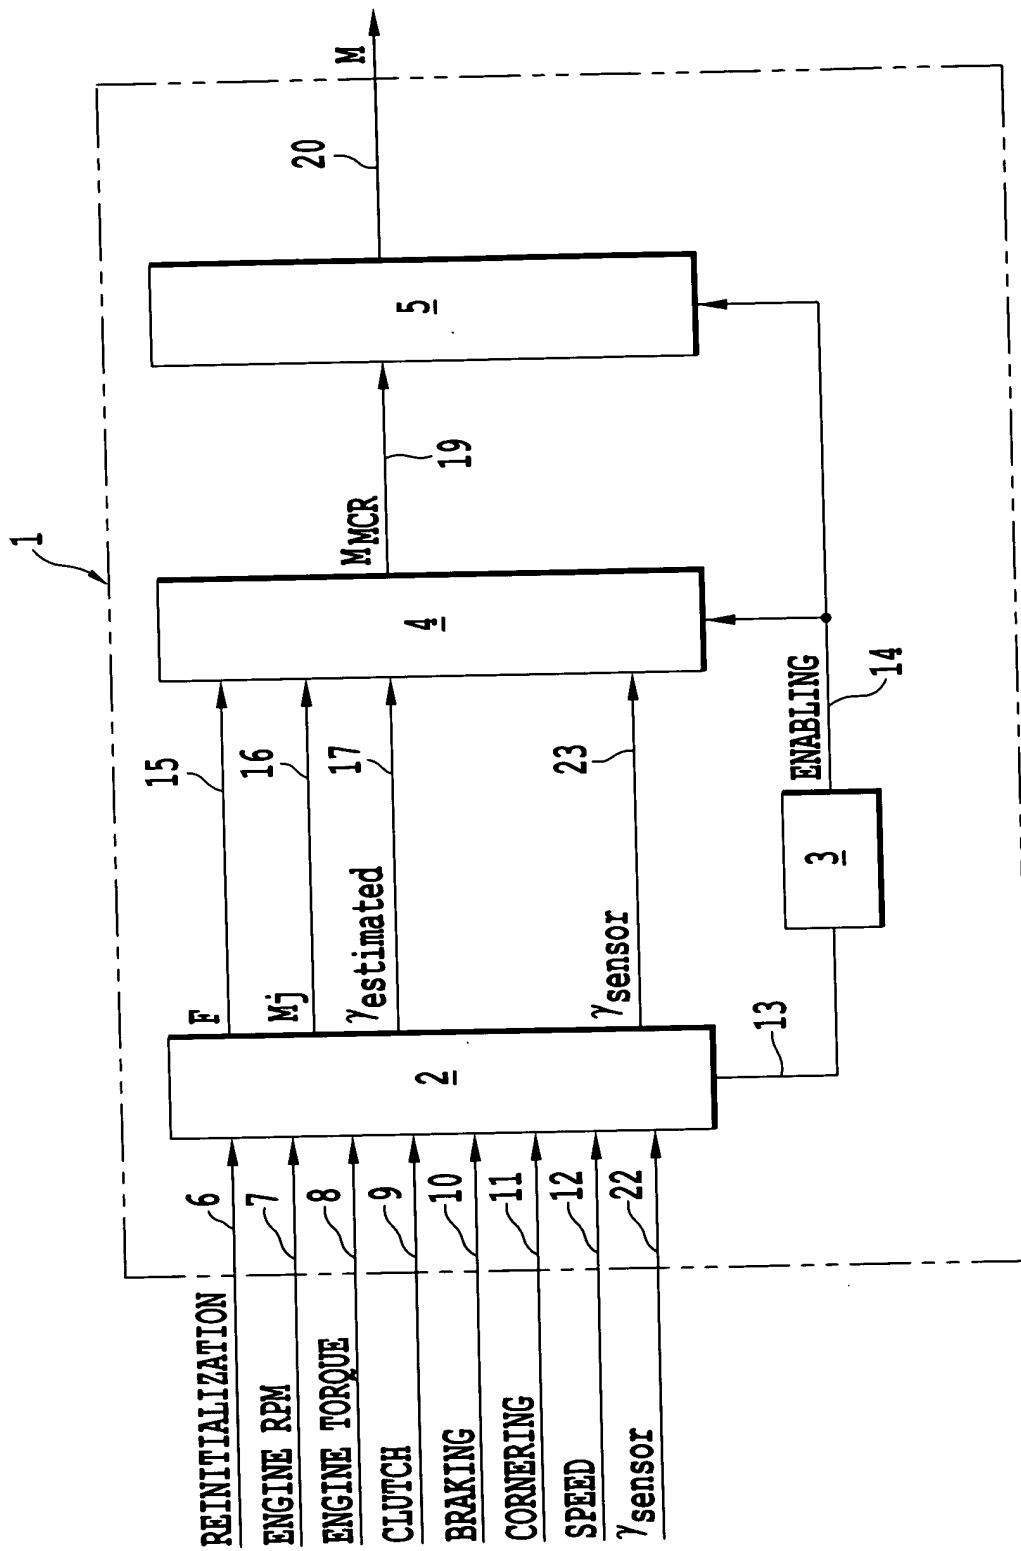 1
REINITIALIZATION
6
ENGINE RPM
7
ENGINE TORQUE
8
CLUTCH
9
BRAKING
10
CORNERING
11
SPEED
12
γsensor
22
2
F
15
Mj
16
γestimated
17
γsensor
23
13
3
ENABLING
14
4
MMCR
19
5
20
M